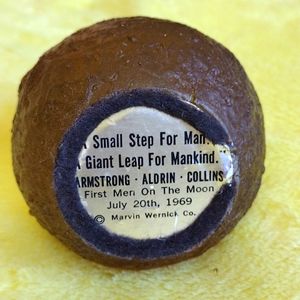 A Small Step For Man.
Giant Leap For Mankind."
ARMSTRONG · ALDRIN · COLLINS
First Men On The Moon
July 20th, 1969
© Marvin Wernick Co.